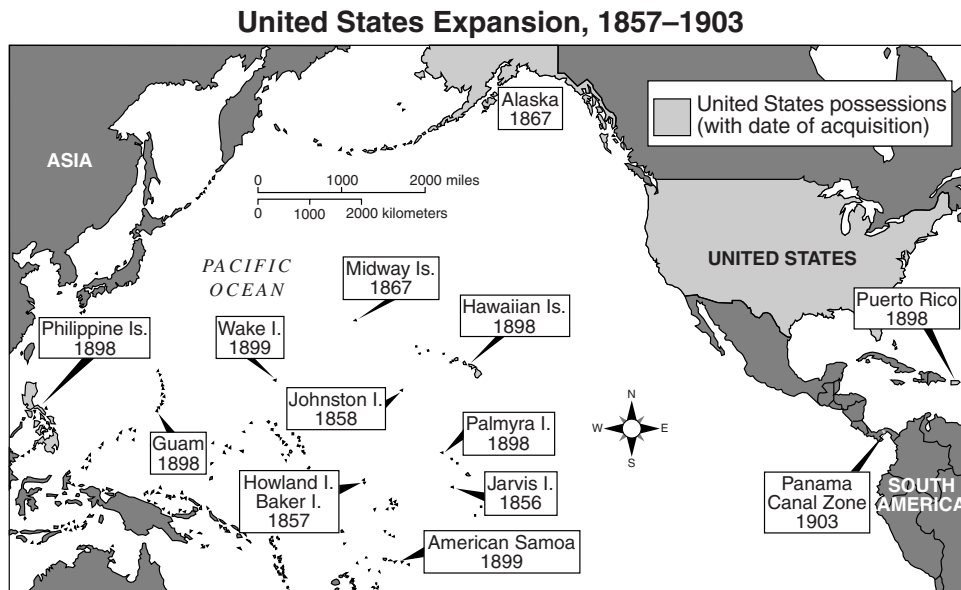 United States Expansion, 1857–1903
Alaska
1867
United States possessions
(with date of acquisition)
ASIA
0 1000 2000 miles
0 1000 2000 kilometers
PACIFIC
OCEAN
Midway Is.
1867
UNITED STATES
Hawaiian Is.
1898
Puerto Rico
1898
Philippine Is.
1898
Wake I.
1899
Johnston I.
1858
N
W E
S
Palmyra I.
1898
Guam
1898
Howland I.
Baker I.
1857
Jarvis I.
1856
Panama
Canal Zone
1903
SOUTH
AMERICA
American Samoa
1899